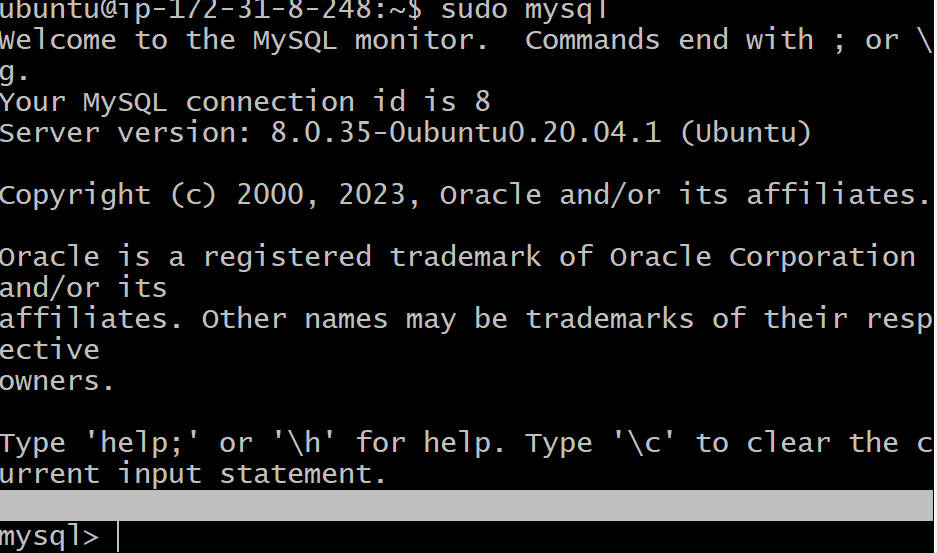 ubuntu@ip-172-31-8-248:~$ sudo mysql
Welcome to the MySQL monitor.  Commands end with ; or \
g.
Your MySQL connection id is 8
Server version: 8.0.35-0ubuntu0.20.04.1 (Ubuntu)
Copyright (c) 2000, 2023, Oracle and/or its affiliates.
Oracle is a registered trademark of Oracle Corporation
and/or its
affiliates. Other names may be trademarks of their resp
ective
owners.
Type 'help;' or '\h' for help. Type '\c' to clear the c
urrent input statement.
mysql>